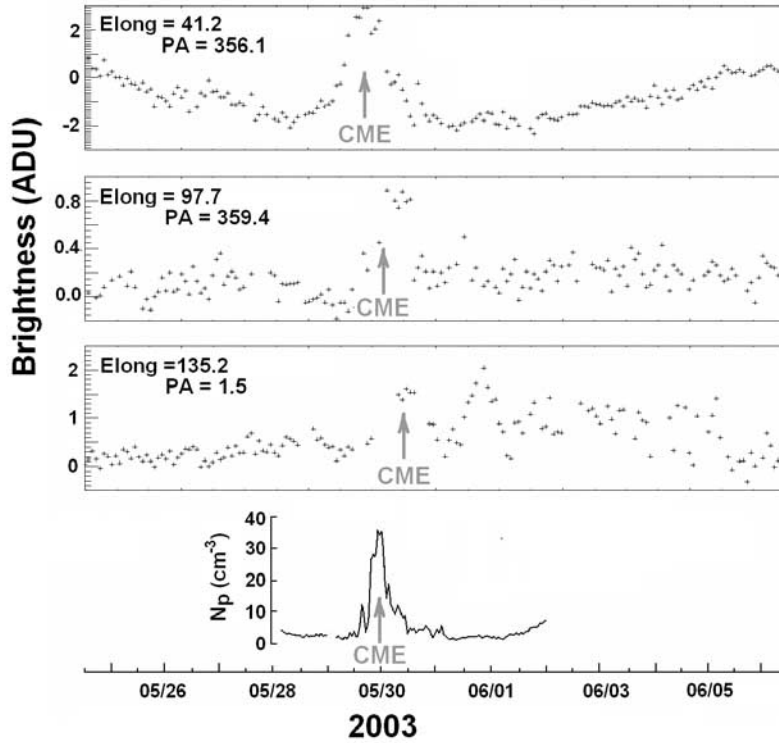 Brightness (ADU)
Elong = 41.2
PA = 356.1
2
0
-2
CME
Elong = 97.7
PA = 359.4
0.8
0.4
0.0
CME
Elong =135.2
PA = 1.5
2
1
0
CME
Np (cm-3)
40
30
20
10
0
CME
05/26 05/28 05/30 06/01 06/03 06/05
2003